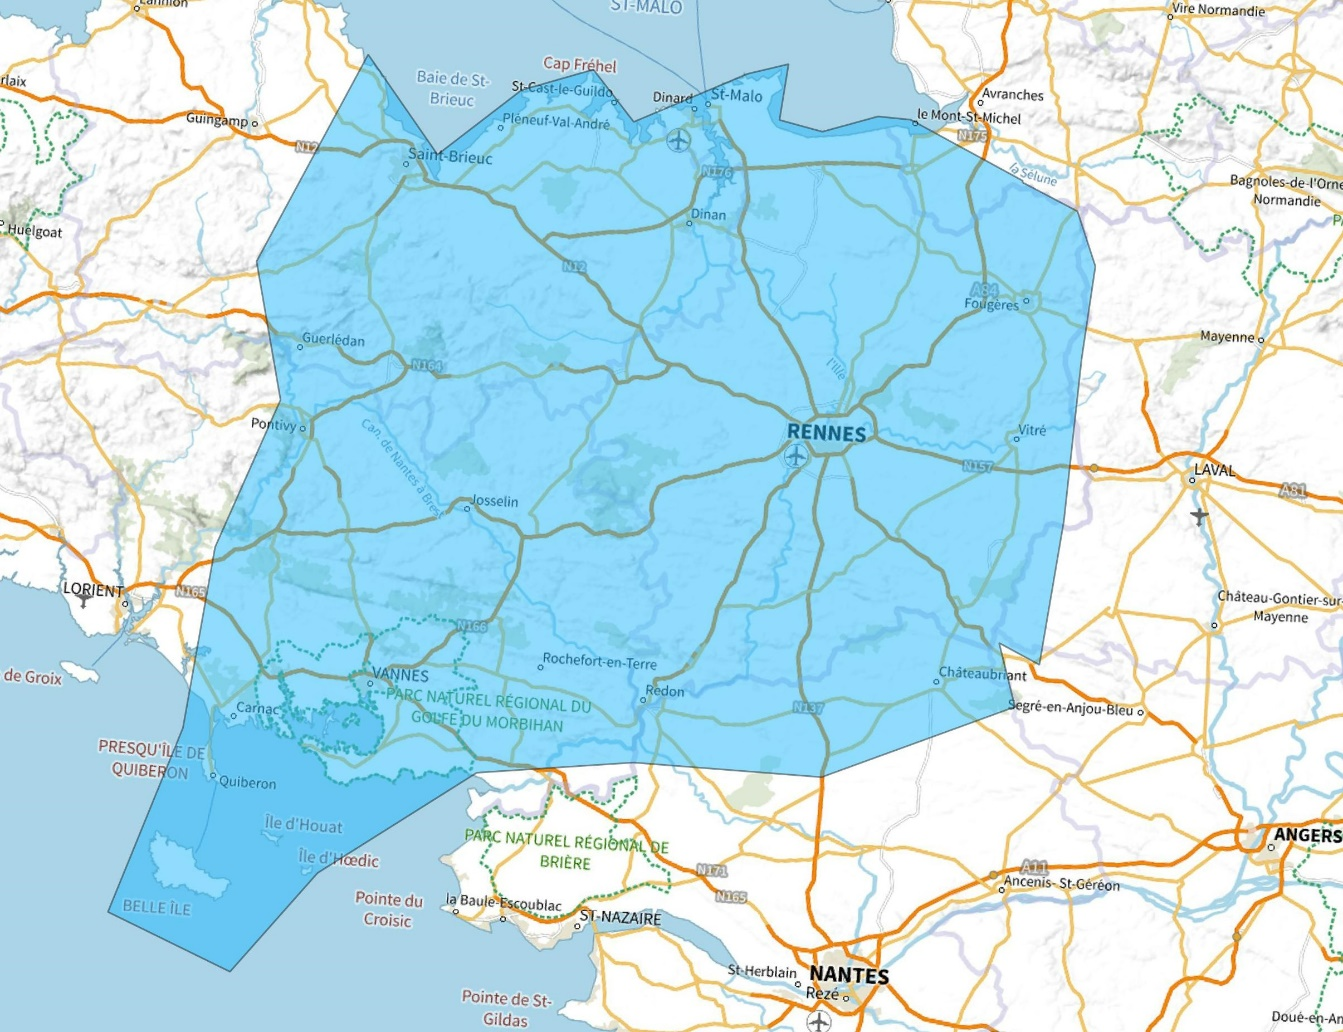 Lannion
ST-MALO
Vire Normandie
Cap Fréhel
Baie de St-
Brieuc
St-Cast-le-Guildo
Dinard
St-Malo
Avranches
rlaix
Guingamp
Pléneuf-Val-André
le Mont-St-Michel
N12
N175
Saint-Brieuc
N176
la Sélune
Bagnoles-de-l'Orne
Normandie
Huelgoat
Dinan
N12
A84
Fougères
Guerlédan
Mayenne
N164
l'Ille
Pontivy
Can. de Nantes à Brest
RENNES
Vitré
N157
LAVAL
A81
Josselin
LORIENT
N165
Château-Gontier-sur-
Mayenne
N166
Rochefort-en-Terre
de Groix
VANNES
Châteaubriant
PARC NATUREL RÉGIONAL DU
GOLFE DU MORBIHAN
Redon
Carnac
N137
Segré-en-Anjou-Bleu
PRESQU'ÎLE DE
QUIBERON
Quiberon
Île d'Houat
PARC NATUREL RÉGIONAL DE
BRIÈRE
ANGERS
Île d'Hœdic
N171
A11
Ancenis- St-Géréon
N165
BELLE ÎLE
Pointe du
Croisic
la Baule-Escoublac
ST-NAZAIRE
St-Herblain
NANTES
Rezé
Pointe de St-
Gildas
Doué-en-An